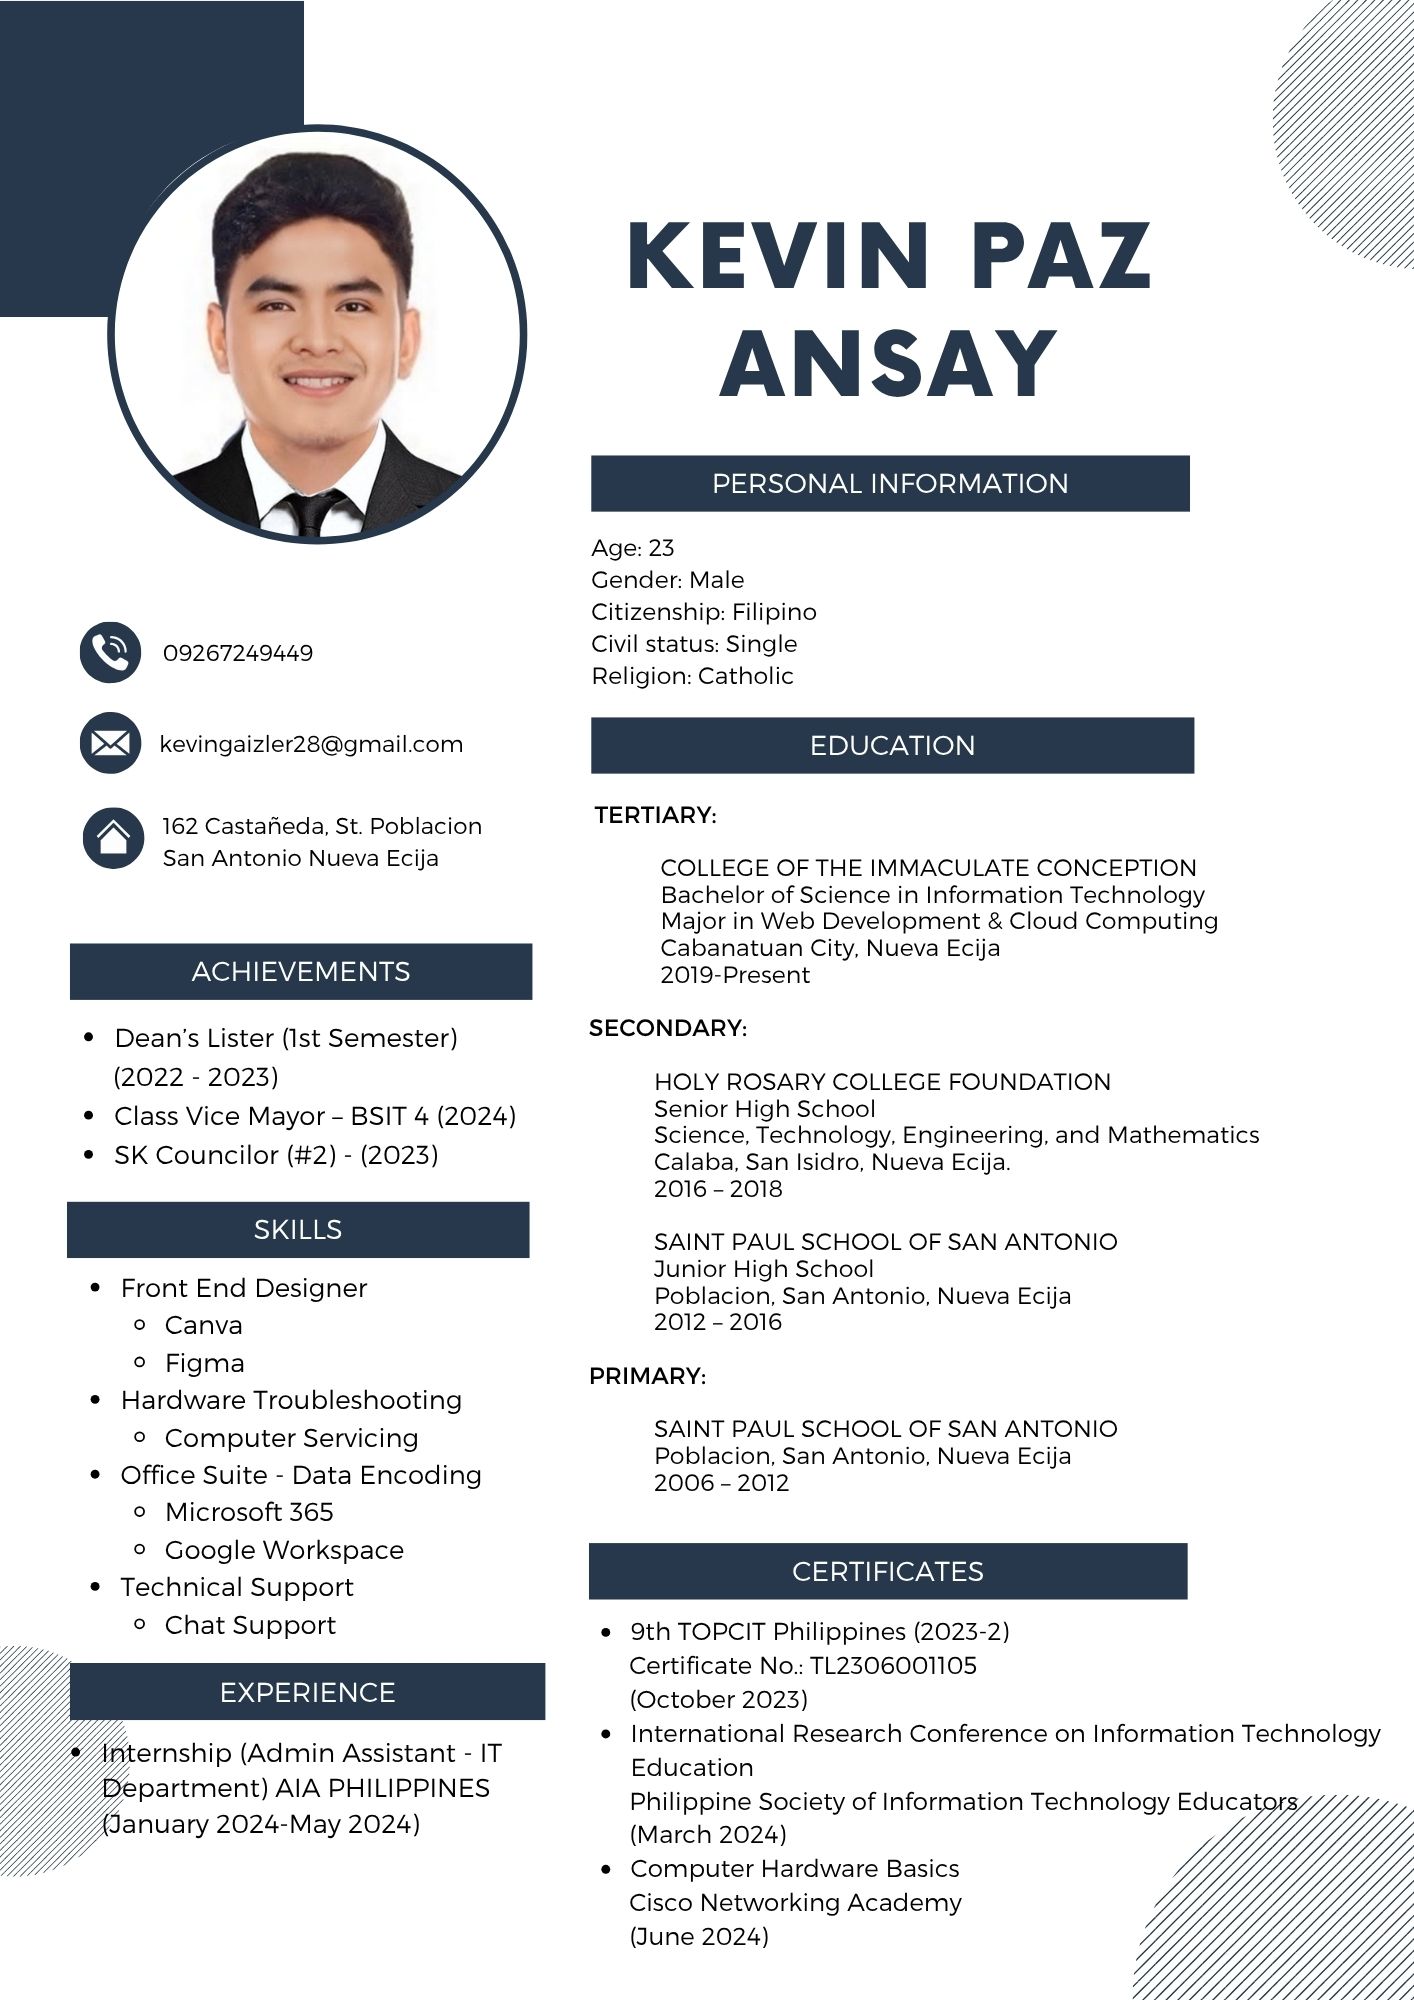 KEVIN PAZ
ANSAY
09267249449
kevingaizler28@gmail.com
162 Castañeda, St. Poblacion
San Antonio Nueva Ecija
ACHIEVEMENTS
• Dean’s Lister (1st Semester)
(2022 - 2023)
• Class Vice Mayor – BSIT 4 (2024)
• SK Councilor (#2) - (2023)
SKILLS
• Front End Designer
○ Canva
○ Figma
• Hardware Troubleshooting
○ Computer Servicing
• Office Suite - Data Encoding
○ Microsoft 365
○ Google Workspace
• Technical Support
○ Chat Support
EXPERIENCE
• Internship (Admin Assistant - IT
Department) AIA PHILIPPINES
(January 2024-May 2024)
PERSONAL INFORMATION
Age: 23
Gender: Male
Citizenship: Filipino
Civil status: Single
Religion: Catholic
EDUCATION
TERTIARY:
COLLEGE OF THE IMMACULATE CONCEPTION
Bachelor of Science in Information Technology
Major in Web Development & Cloud Computing
Cabanatuan City, Nueva Ecija
2019-Present
SECONDARY:
HOLY ROSARY COLLEGE FOUNDATION
Senior High School
Science, Technology, Engineering, and Mathematics
Calaba, San Isidro, Nueva Ecija.
2016 – 2018
SAINT PAUL SCHOOL OF SAN ANTONIO
Junior High School
Poblacion, San Antonio, Nueva Ecija
2012 – 2016
PRIMARY:
SAINT PAUL SCHOOL OF SAN ANTONIO
Poblacion, San Antonio, Nueva Ecija
2006 – 2012
CERTIFICATES
• 9th TOPCIT Philippines (2023-2)
Certificate No.: TL2306001105
(October 2023)
• International Research Conference on Information Technology
Education
Philippine Society of Information Technology Educators
(March 2024)
• Computer Hardware Basics
Cisco Networking Academy
(June 2024)